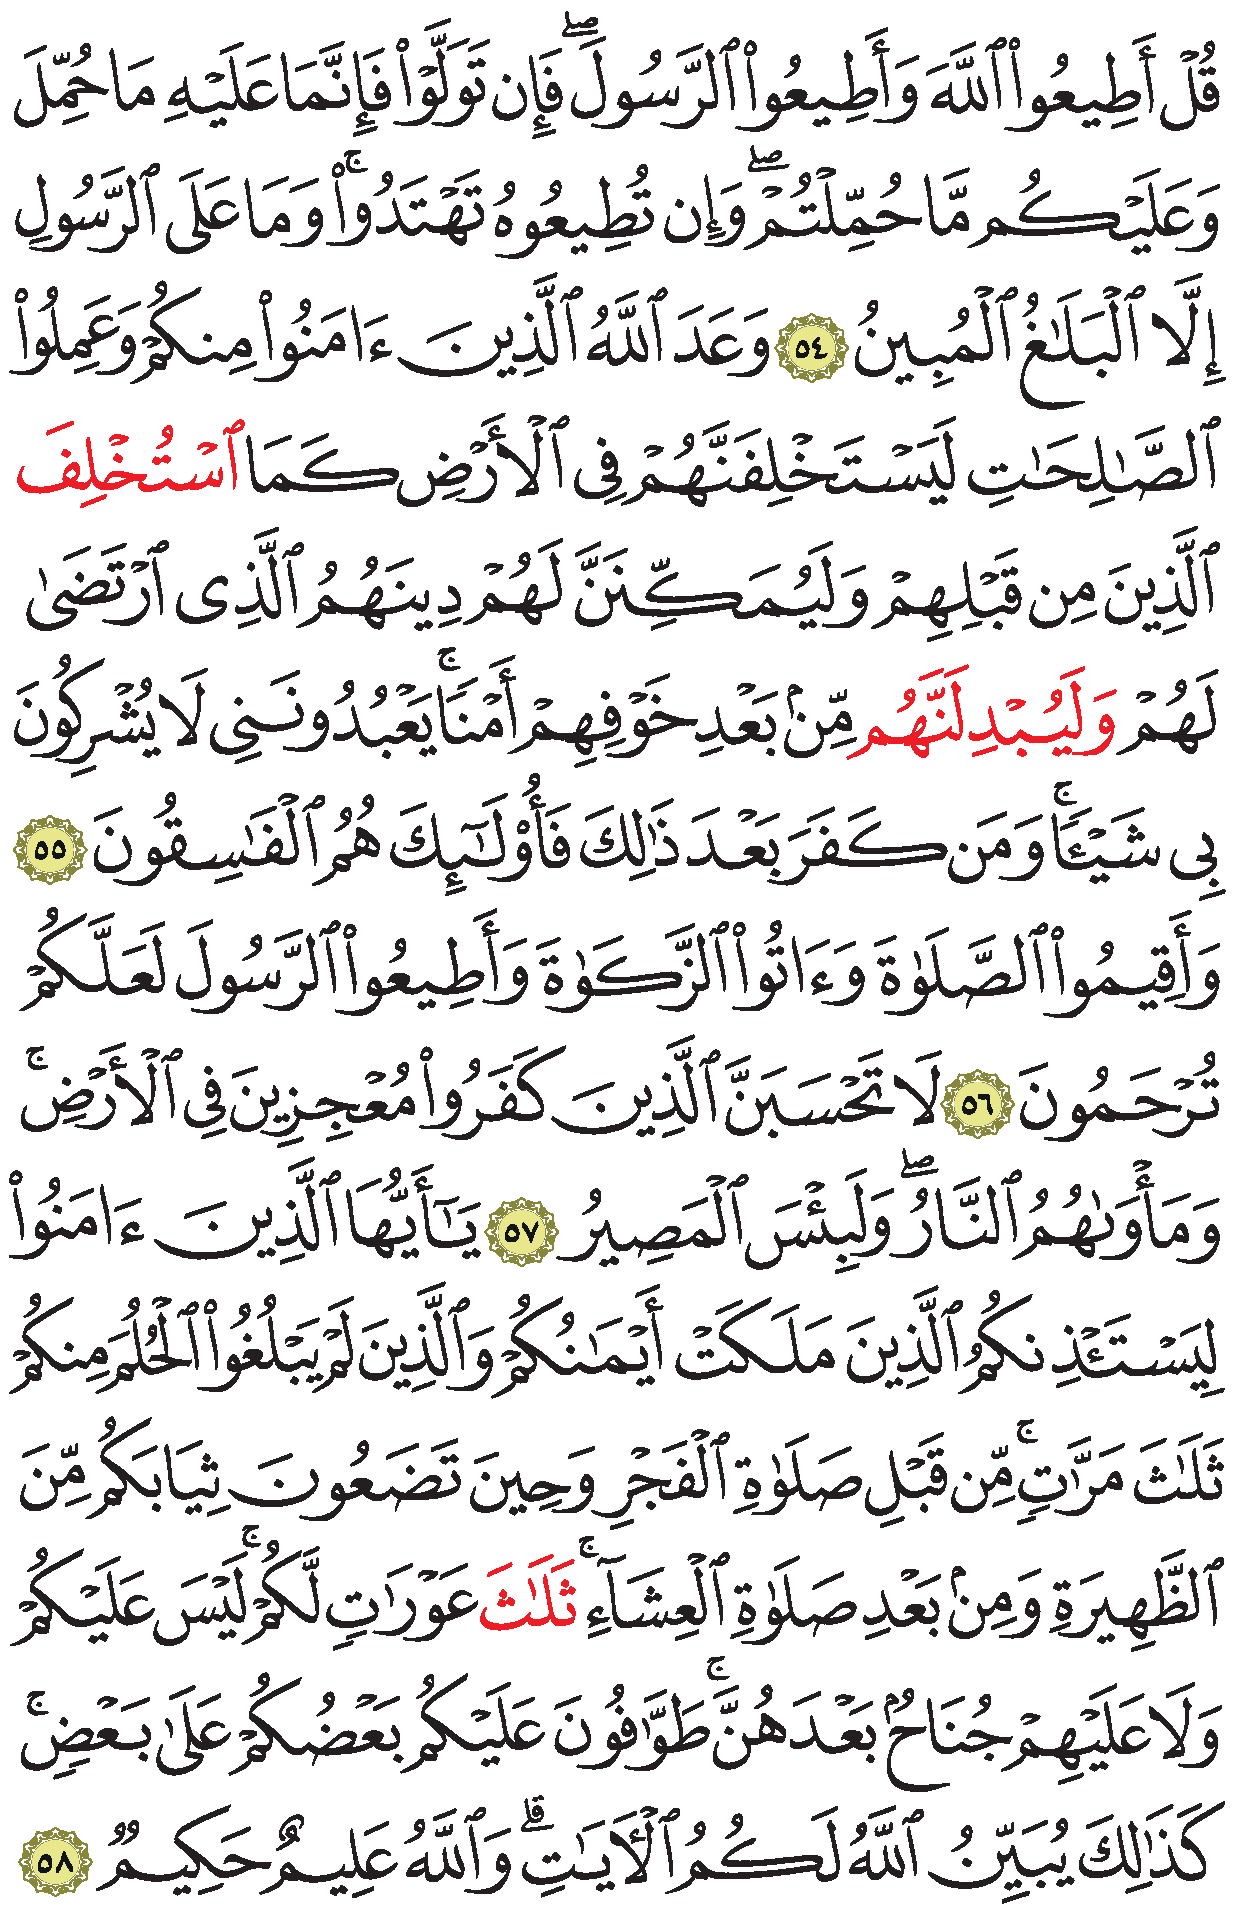 قُلْ أَطِيعُوا۟ ٱللَّهَ وَأَطِيعُوا۟ ٱلرَّسُولَ ۖ فَإِن تَوَلَّوْا۟ فَإِنَّمَا عَلَيْهِ مَا حُمِّلَ
وَعَلَيْكُم مَّا حُمِّلْتُمْ ۖ وَإِن تُطِيعُوهُ تَهْتَدُوا۟ ۚ وَمَا عَلَى ٱلرَّسُولِ
إِلَّا ٱلْبَلَٰغُ ٱلْمُبِينُ ٥٤ وَعَدَ ٱللَّهُ ٱلَّذِينَ ءَامَنُوا۟ مِنكُمْ وَعَمِلُوا۟
ٱلصَّٰلِحَٰتِ لَيَسْتَخْلِفَنَّهُمْ فِى ٱلْأَرْضِ كَمَا ٱسْتُخْلِفَ
ٱلَّذِينَ مِن قَبْلِهِمْ وَلَيُمَكِّنَنَّ لَهُمْ دِينَهُمُ ٱلَّذِى ٱرْتَضَىٰ
لَهُمْ وَلَيُبْدِلَنَّهُم مِّنۢ بَعْدِ خَوْفِهِمْ أَمْنًا ۚ يَعْبُدُونَنِى لَا يُشْرِكُونَ
بِى شَيْـًٔا ۚ وَمَن كَفَرَ بَعْدَ ذَٰلِكَ فَأُو۟لَٰٓئِكَ هُمُ ٱلْفَٰسِقُونَ ٥٥
وَأَقِيمُوا۟ ٱلصَّلَوٰةَ وَءَاتُوا۟ ٱلزَّكَوٰةَ وَأَطِيعُوا۟ ٱلرَّسُولَ لَعَلَّكُمْ
تُرْحَمُونَ ٥٦ لَا تَحْسَبَنَّ ٱلَّذِينَ كَفَرُوا۟ مُعْجِزِينَ فِى ٱلْأَرْضِ ۚ
وَمَأْوَىٰهُمُ ٱلنَّارُ ۖ وَلَبِئْسَ ٱلْمَصِيرُ ٥٧ يَٰٓأَيُّهَا ٱلَّذِينَ ءَامَنُوا۟
لِيَسْتَـْٔذِنكُمُ ٱلَّذِينَ مَلَكَتْ أَيْمَٰنُكُمْ وَٱلَّذِينَ لَمْ يَبْلُغُوا۟ ٱلْحُلُمَ مِنكُمْ
ثَلَٰثَ مَرَّٰتٍ ۚ مِّن قَبْلِ صَلَوٰةِ ٱلْفَجْرِ وَحِينَ تَضَعُونَ ثِيَابَكُم مِّنَ
ٱلظَّهِيرَةِ وَمِنۢ بَعْدِ صَلَوٰةِ ٱلْعِشَآءِ ۚ ثَلَٰثَ عَوْرَٰتٍ لَّكُمْ ۚ لَيْسَ عَلَيْكُمْ
وَلَا عَلَيْهِمْ جُنَاحٌۢ بَعْدَهُنَّ ۚ طَوَّٰفُونَ عَلَيْكُم بَعْضُكُمْ عَلَىٰ بَعْضٍ ۚ
كَذَٰلِكَ يُبَيِّنُ ٱللَّهُ لَكُمُ ٱلْـَٔايَٰتِ ۗ وَٱللَّهُ عَلِيمٌ حَكِيمٌ ٥٨